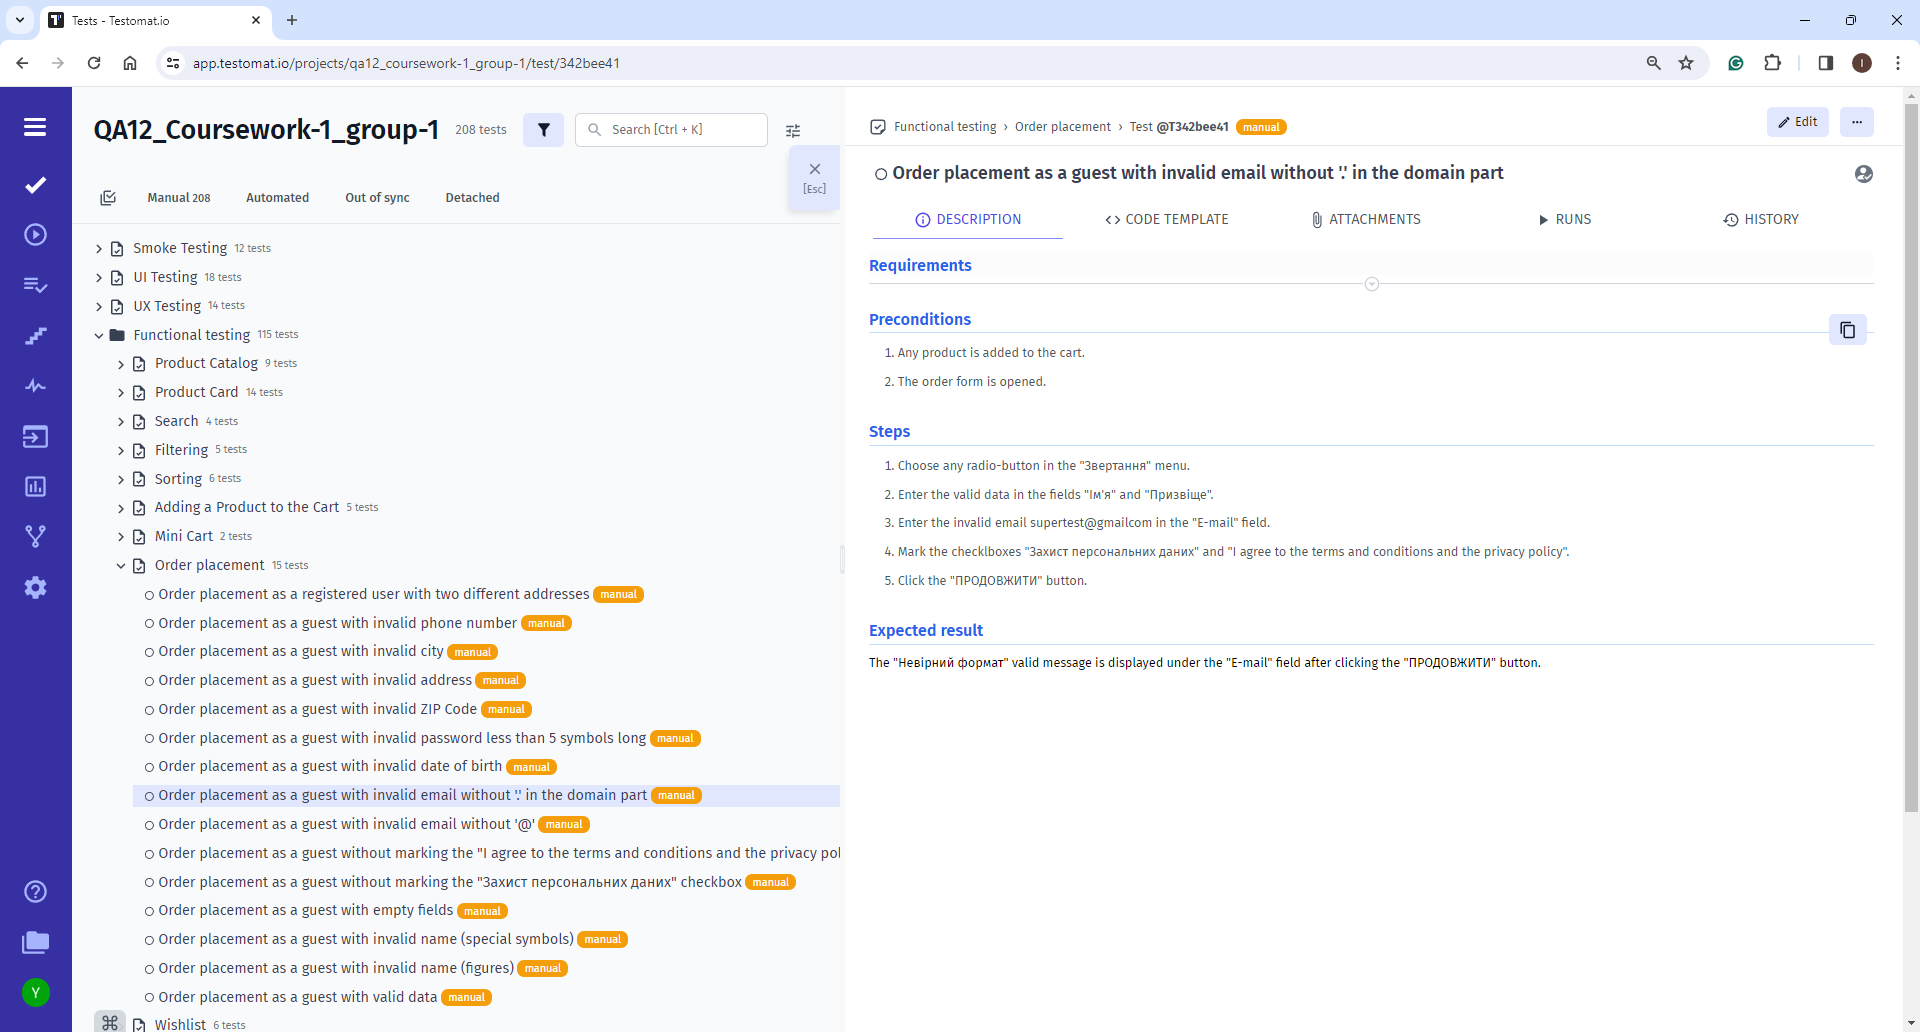 Tests - Testomat.io
app.testomat.io/projects/qa12_coursework-1_group-1/test/342bee41
QA12_Coursework-1_group-1 208 tests
Search [Ctrl + K]
[Esc]
Manual 208 Automated Out of sync Detached
Smoke Testing 12 tests
UI Testing 18 tests
UX Testing 14 tests
Functional testing 115 tests
Product Catalog 9 tests
Product Card 14 tests
Search 4 tests
Filtering 5 tests
Sorting 6 tests
Adding a Product to the Cart 5 tests
Mini Cart 2 tests
Order placement 15 tests
Order placement as a registered user with two different addresses manual
Order placement as a guest with invalid phone number manual
Order placement as a guest with invalid city manual
Order placement as a guest with invalid address manual
Order placement as a guest with invalid ZIP Code manual
Order placement as a guest with invalid password less than 5 symbols long manual
Order placement as a guest with invalid date of birth manual
Order placement as a guest with invalid email without '.' in the domain part manual
Order placement as a guest with invalid email without '@' manual
Order placement as a guest without marking the "I agree to the terms and conditions and the privacy pol
Order placement as a guest without marking the "Захист персональних даних" checkbox manual
Order placement as a guest with empty fields manual
Order placement as a guest with invalid name (special symbols) manual
Order placement as a guest with invalid name (figures) manual
Order placement as a guest with valid data manual
Wishlist 6 tests
Y
Functional testing › Order placement › Test @T342bee41 manual
Edit
...
Order placement as a guest with invalid email without '.' in the domain part
DESCRIPTION CODE TEMPLATE ATTACHMENTS RUNS HISTORY
Requirements
Preconditions
1. Any product is added to the cart.
2. The order form is opened.
Steps
1. Choose any radio-button in the "Звертання" menu.
2. Enter the valid data in the fields "Ім'я" and "Призвіще".
3. Enter the invalid email supertest@gmailcom in the "E-mail" field.
4. Mark the checklboxes "Захист персональних даних" and "I agree to the terms and conditions and the privacy policy".
5. Click the "ПРОДОВЖИТИ" button.
Expected result
The "Невірний формат" valid message is displayed under the "E-mail" field after clicking the "ПРОДОВЖИТИ" button.